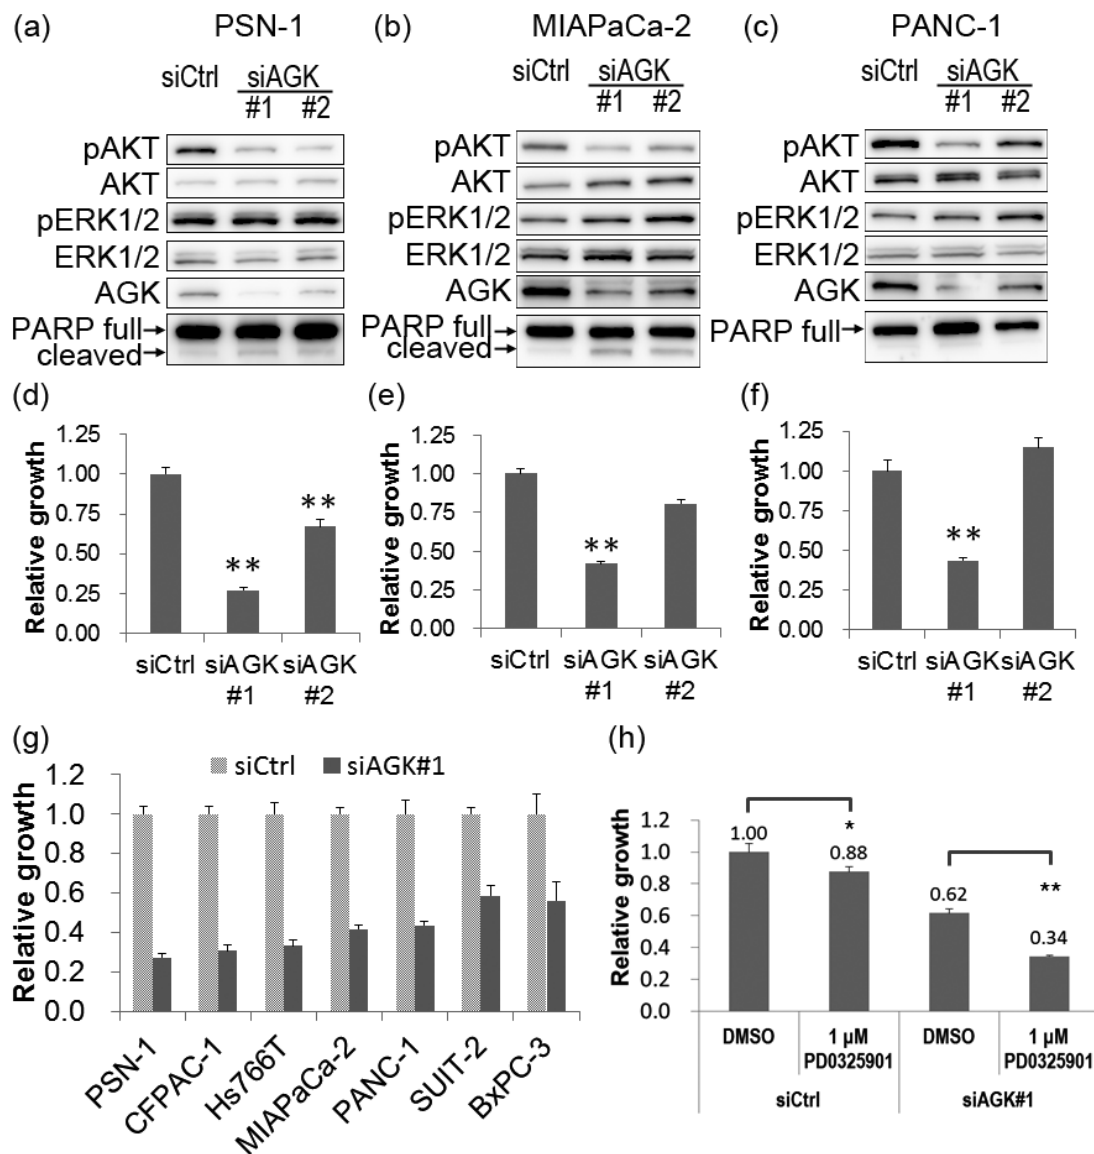 (a) PSN-1 (b) MIAPaCa-2 (c) PANC-1
siCtrl siAGK siCtrl siAGK siCtrl siAGK
#1 #2 #1 #2 #1 #2
pAKT pAKT pAKT
AKT AKT AKT
pERK1/2 pERK1/2 pERK1/2
ERK1/2 ERK1/2 ERK1/2
AGK AGK AGK
PARP full PARP full PARP full
cleaved cleaved
(d) (e) (f)
Relative growth
1.25
1.00
0.75
0.50
0.25
0.00
**
**
siCtrl siAGK siAGK
#1 #2
Relative growth
1.25
1.00
0.75
0.50
0.25
0.00
**
siCtrl siAGK siAGK
#1 #2
Relative growth
1.25
1.00
0.75
0.50
0.25
0.00
**
siCtrl siAGK siAGK
#1 #2
(g)
siCtrl siAGK#1
Relative growth
1.2
1.0
0.8
0.6
0.4
0.2
0.0
PSN-1
CFPAC-1
Hs766T
MIAPaCa-2
PANC-1
SUIT-2
BxPC-3
(h)
Relative growth
1.2
1.0
0.8
0.6
0.4
0.2
0.0
1.00
*
0.88
0.62
**
0.34
DMSO 1 µM DMSO 1 µM
PD0325901 PD0325901
siCtrl siAGK#1